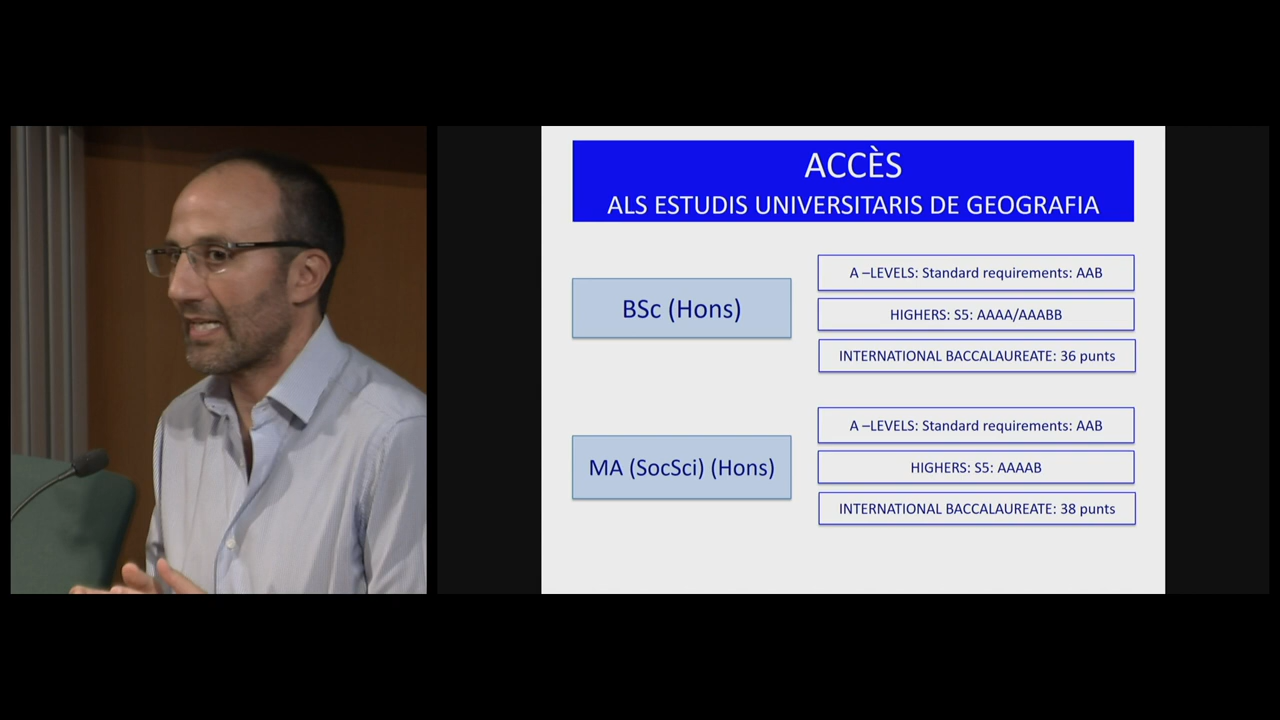 ACCÈS
ALS ESTUDIS UNIVERSITARIS DE GEOGRAFIA
BSc (Hons)
A –LEVELS: Standard requirements: AAB
HIGHERS: S5: AAAA/AAABB
INTERNATIONAL BACCALAUREATE: 36 punts
MA (SocSci) (Hons)
A –LEVELS: Standard requirements: AAB
HIGHERS: S5: AAAAB
INTERNATIONAL BACCALAUREATE: 38 punts